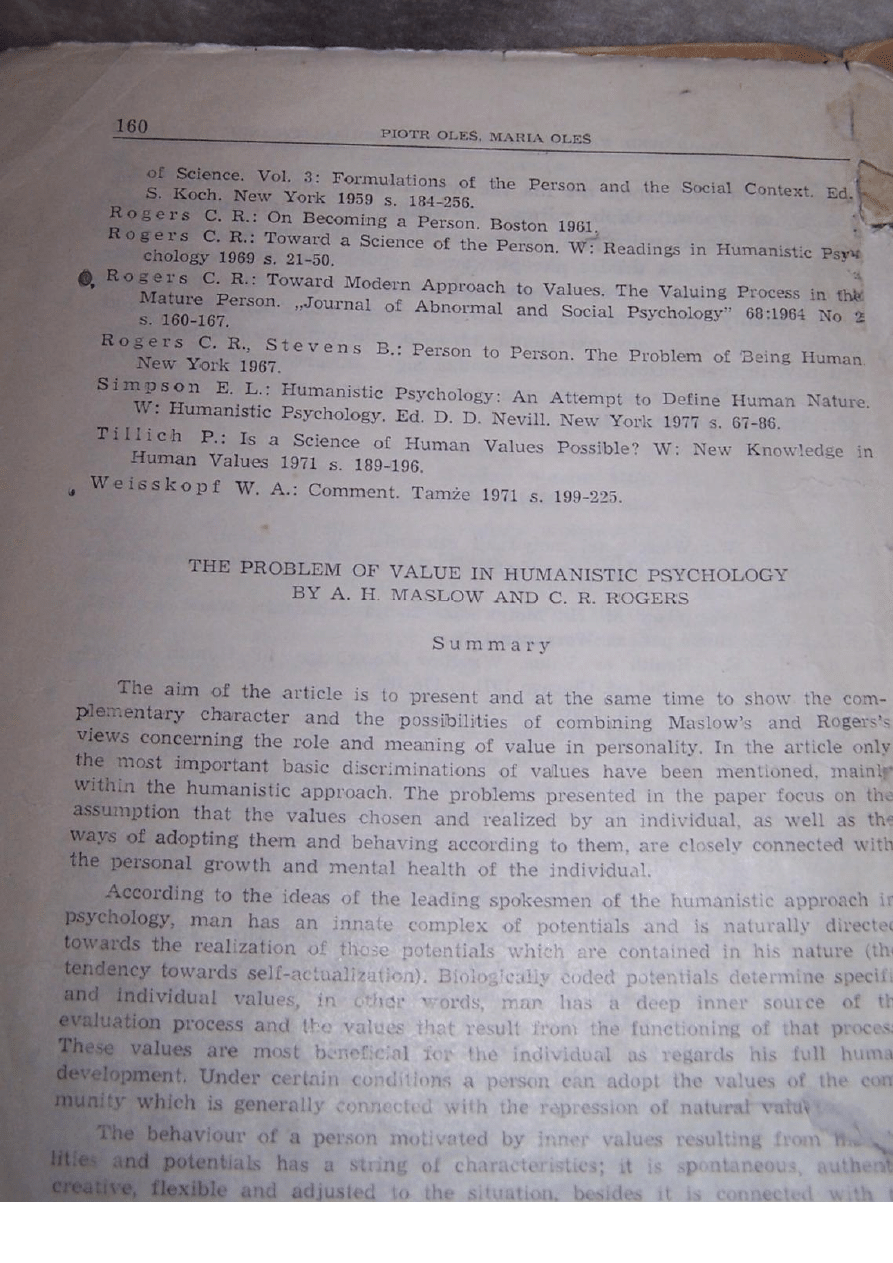 160
PIOTR OLEŚ, MARIA OLEŚ
of Science. Vol. 3: Formulations of the Person and the Social Context. Ed.
S. Koch. New York 1959 s. 184-256.
Rogers C. R.: On Becoming a Person. Boston 1961.
Rogers C. R.: Toward a Science of the Person. W: Readings in Humanistic Psy-
chology 1969 s. 21-50.
Rogers C. R.: Toward Modern Approach to Values. The Valuing Process in the
Mature Person. „Journal of Abnormal and Social Psychology” 68:1964 No 2
s. 160-167.
Rogers C. R., Stevens B.: Person to Person. The Problem of Being Human.
New York 1967.
Simpson E. L.: Humanistic Psychology: An Attempt to Define Human Nature.
W: Humanistic Psychology. Ed. D. D. Nevill. New York 1977 s. 67-86.
Tillich P.: Is a Science of Human Values Possible? W: New Knowledge in
Human Values 1971 s. 189-196.
Weisskopf W. A.: Comment. Tamże 1971 s. 199-225.
THE PROBLEM OF VALUE IN HUMANISTIC PSYCHOLOGY
BY A. H. MASLOW AND C. R. ROGERS
Summary
The aim of the article is to present and at the same time to show the com-
plementary character and the possibilities of combining Maslow's and Rogers's
views concerning the role and meaning of value in personality. In the article only
the most important basic discriminations of values have been mentioned, mainly
within the humanistic approach. The problems presented in the paper focus on the
assumption that the values chosen and realized by an individual, as well as the
ways of adopting them and behaving according to them, are closely connected with
the personal growth and mental health of the individual.
According to the ideas of the leading spokesmen of the humanistic approach in
psychology, man has an innate complex of potentials and is naturally directed
towards the realization of those potentials which are contained in his nature (the
tendency towards self-actualization). Biologically coded potentials determine specifi
and individual values, in other words, man has a deep inner source of th
evaluation process and the values that result from the functioning of that proces
These values are most beneficial for the individual as regards his full huma
development. Under certain conditions a person can adopt the values of the com
munity which is generally connected with the repression of natural
The behaviour of a person motivated by inner values resulting from
lities and potentials has a string of characteristics; it is spontaneous, authent
creative, flexible and adjusted to the situation, besides it is connected with